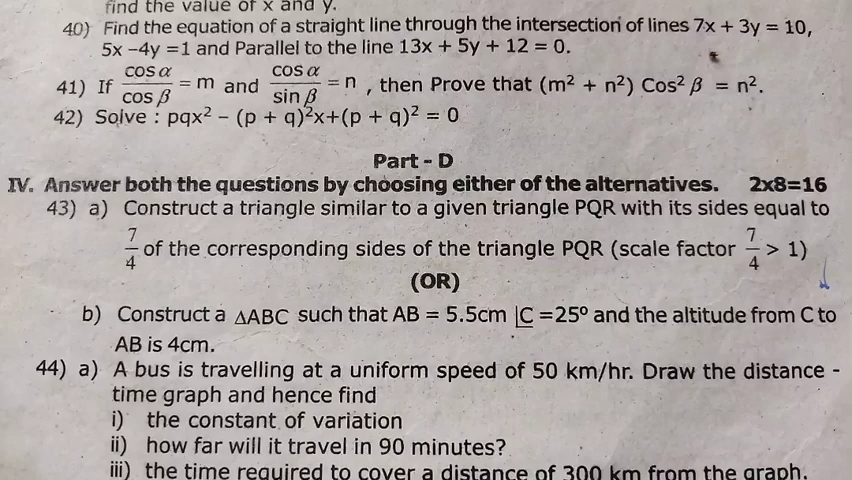 find the value of x and y.
40) Find the equation of a straight line through the intersection of lines 7x + 3y = 10,
5x –4y =1 and Parallel to the line 13x + 5y + 12 = 0.
41) If cos α / cos β = m and cos α / sin β = n , then Prove that (m² + n²) Cos² β = n².
42) Solve : pqx² – (p + q)²x+(p + q)² = 0
Part - D
IV. Answer both the questions by choosing either of the alternatives. 2x8=16
43) a) Construct a triangle similar to a given triangle PQR with its sides equal to
7/4 of the corresponding sides of the triangle PQR (scale factor 7/4 > 1)
(OR)
b) Construct a ΔABC such that AB = 5.5cm |C =25° and the altitude from C to
AB is 4cm.
44) a) A bus is travelling at a uniform speed of 50 km/hr. Draw the distance -
time graph and hence find
i) the constant of variation
ii) how far will it travel in 90 minutes?
iii) the time required to cover a distance of 300 km from the graph.